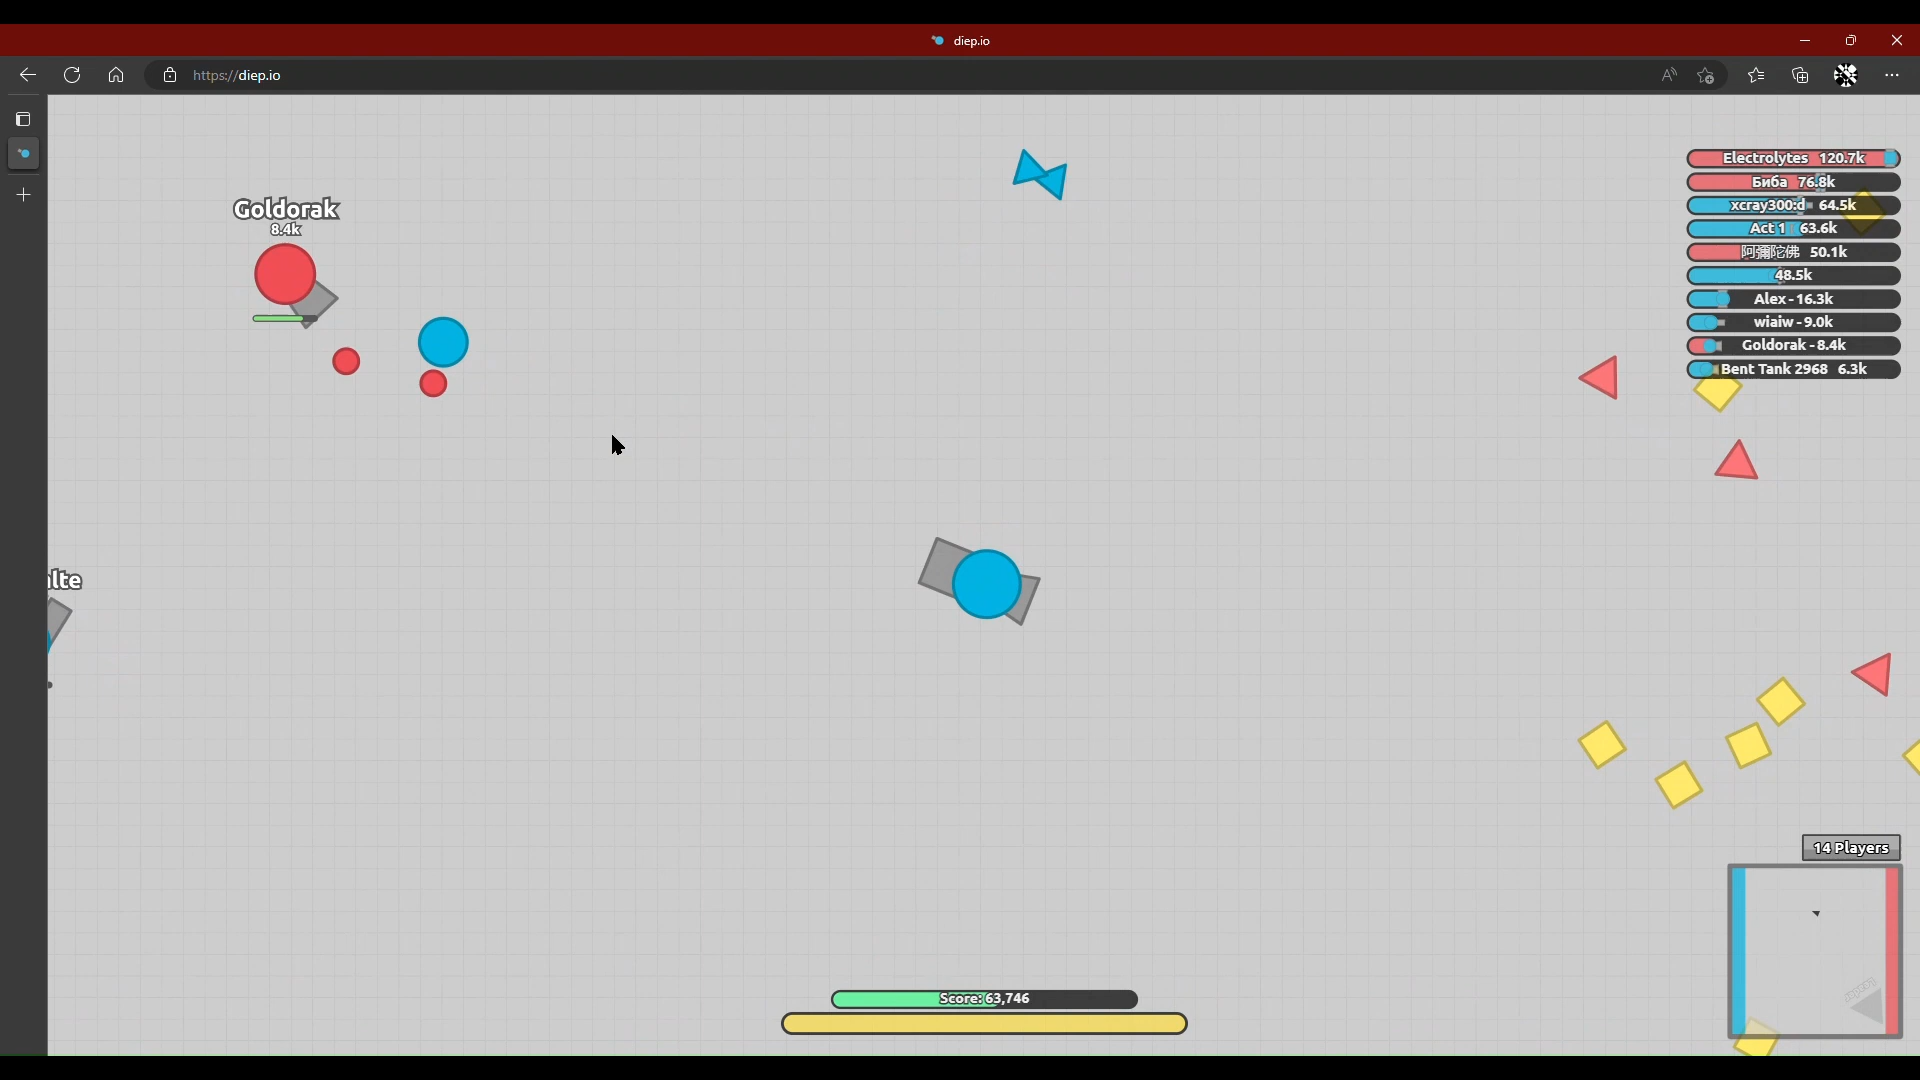 diep.io
https://diep.io
Goldorak
8.4k
lte
Electrolytes 120.7k
Биба 76.8k
xcray300:d 64.5k
Act 1 63.6k
阿彌陀佛 50.1k
48.5k
Alex - 16.3k
wiaiw - 9.0k
Goldorak - 8.4k
Bent Tank 2968 6.3k
14 Players
Leader
Score: 63,746